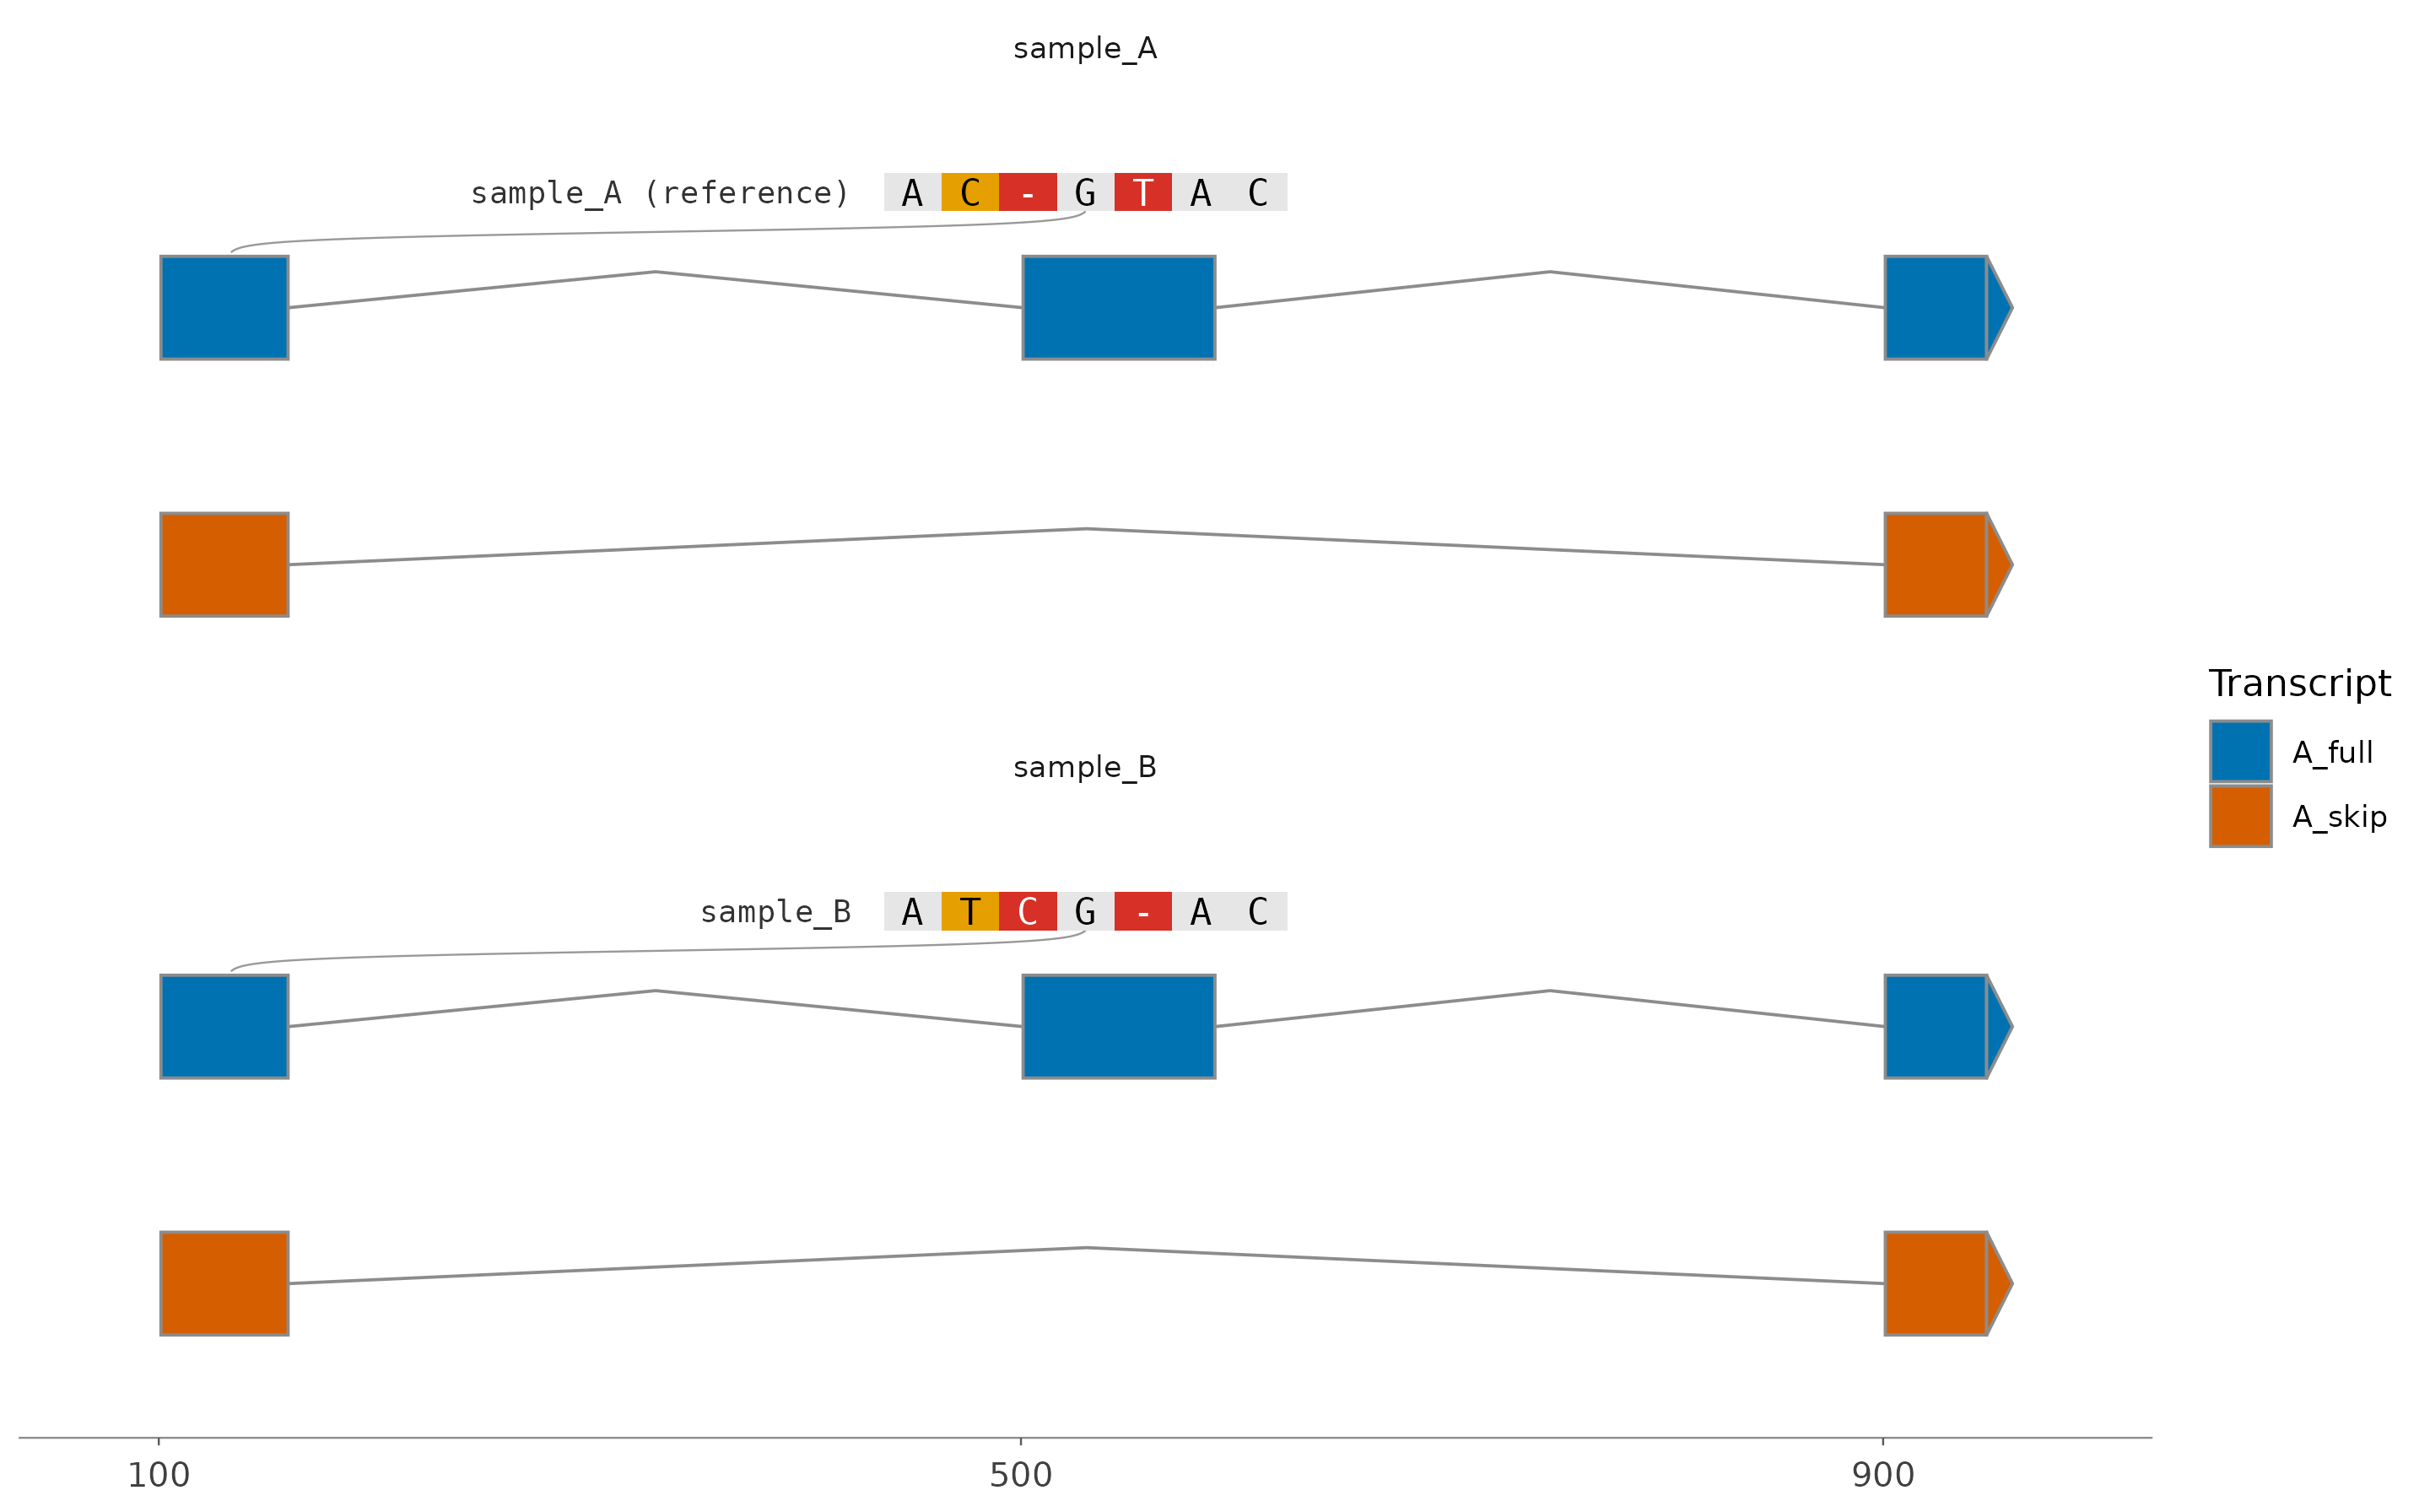 sample_A
sample_A (reference) A C - G T A C
Transcript
A_full
A_skip
sample_B
sample_B A T C G - A C
100 500 900